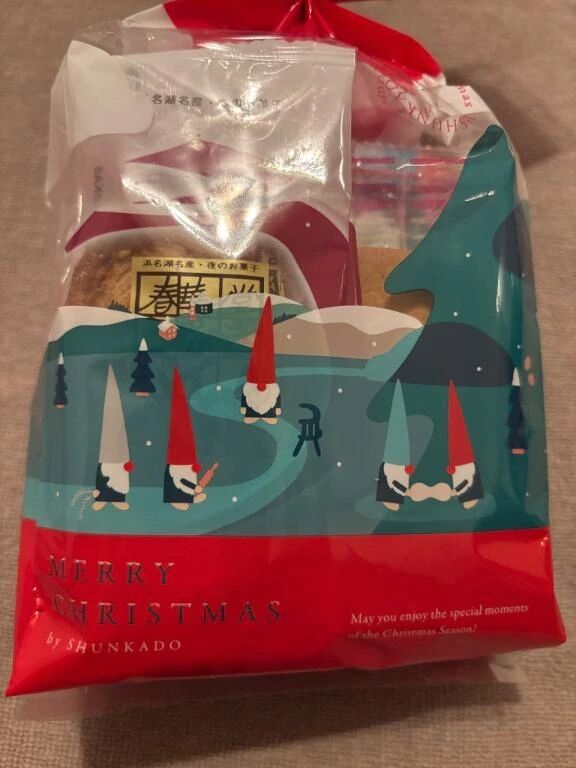 名湖名産・夜のお菓子
浜名湖名産・夜のお菓子
春華堂
MERRY
CHRISTMAS
by SHUNKADO
May you enjoy the special moments
of the Christmas Season!